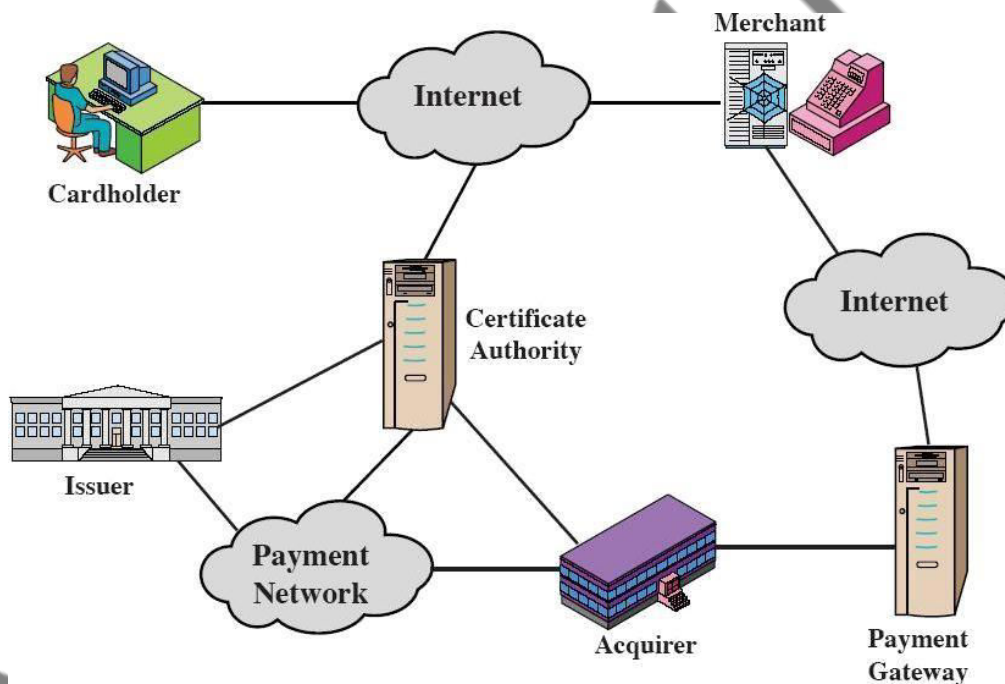 Merchant
Internet
Cardholder
Internet
Certificate
Authority
Issuer
Payment
Network
Acquirer
Payment
Gateway